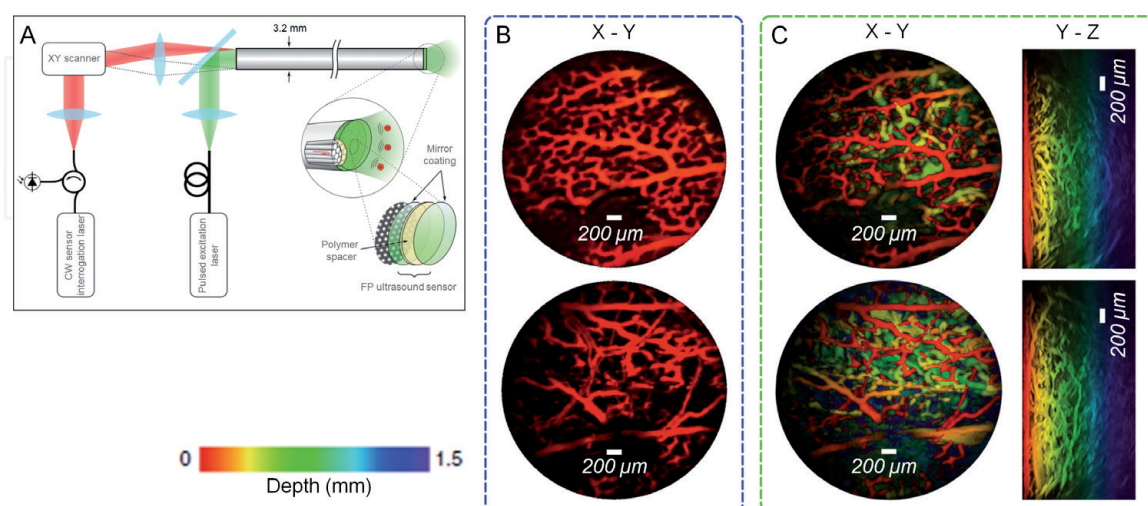 A
XY scanner
3.2 mm
CW sensor
interrogation laser
Pulsed excitation
laser
Mirror
coating
Polymer
spacer
FP ultrasound sensor
0
1.5
Depth (mm)
B
X - Y
200 µm
200 µm
C
X - Y
Y - Z
200 µm
200 µm
200 µm
200 µm